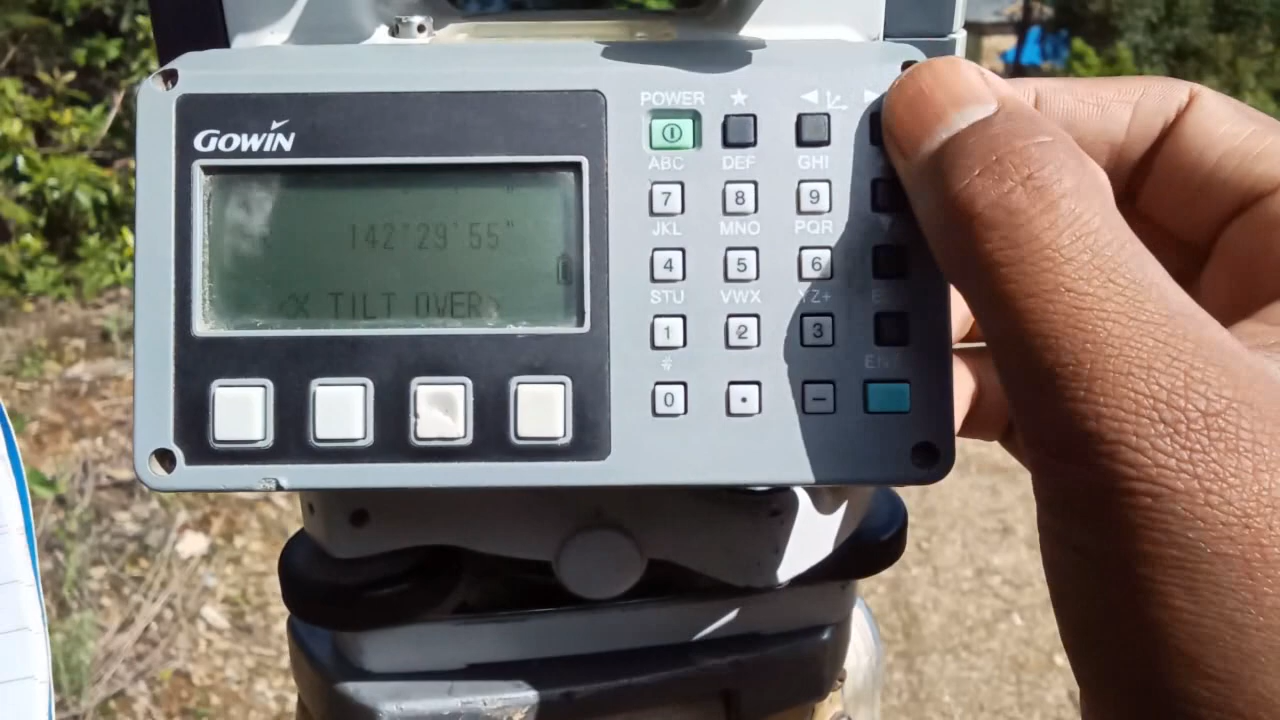 GOWIN
142°29'55"
<X TILT OVER>
POWER ★ ◀ ▶
ABC DEF GHI
7 8 9
JKL MNO PQR
4 5 6
STU VWX YZ+
1 2 3
#
0 • −